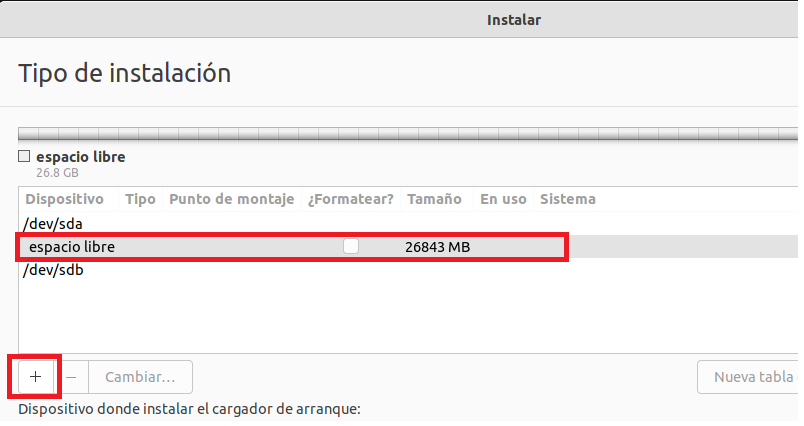 Instalar
Tipo de instalación
espacio libre
26.8 GB
Dispositivo Tipo Punto de montaje ¿Formatear? Tamaño En uso Sistema
/dev/sda
espacio libre 26843 MB
/dev/sdb
+ − Cambiar... Nueva tabla
Dispositivo donde instalar el cargador de arranque: